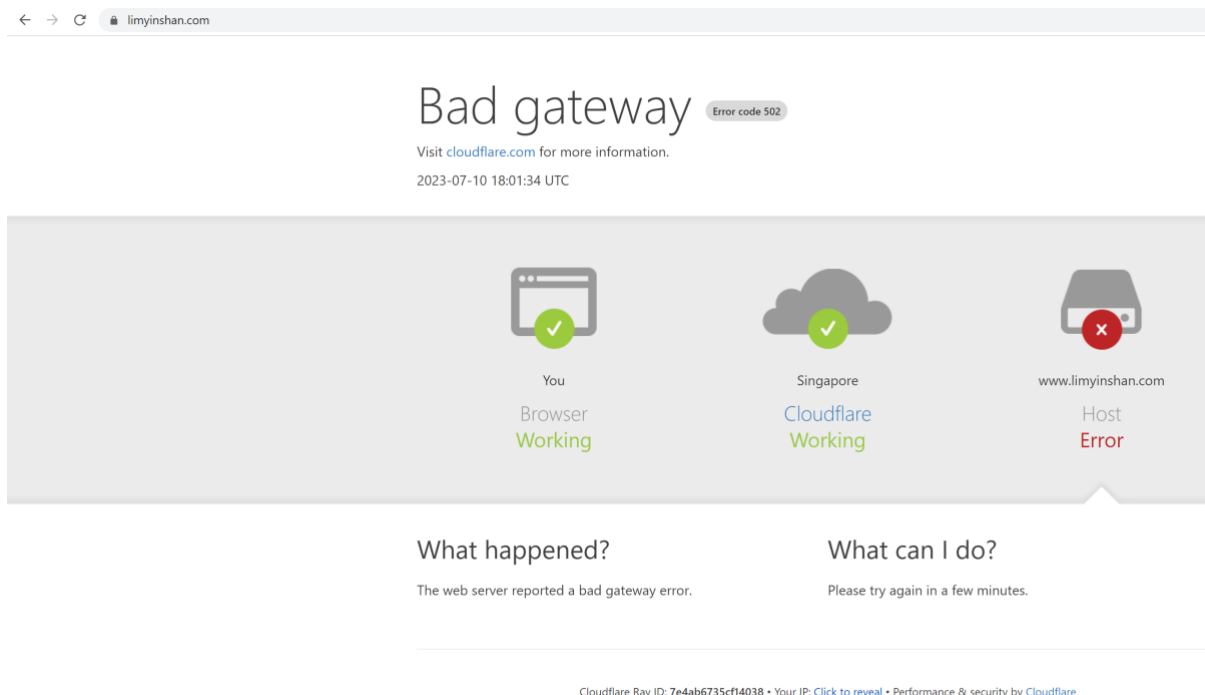 limyinshan.com
Bad gateway Error code 502
Visit cloudflare.com for more information.
2023-07-10 18:01:34 UTC
You
Browser
Working
Singapore
Cloudflare
Working
www.limyinshan.com
Host
Error
What happened?
The web server reported a bad gateway error.
What can I do?
Please try again in a few minutes.
Cloudflare Ray ID: 7e4ab6735cf14038 • Your IP: Click to reveal • Performance & security by Cloudflare